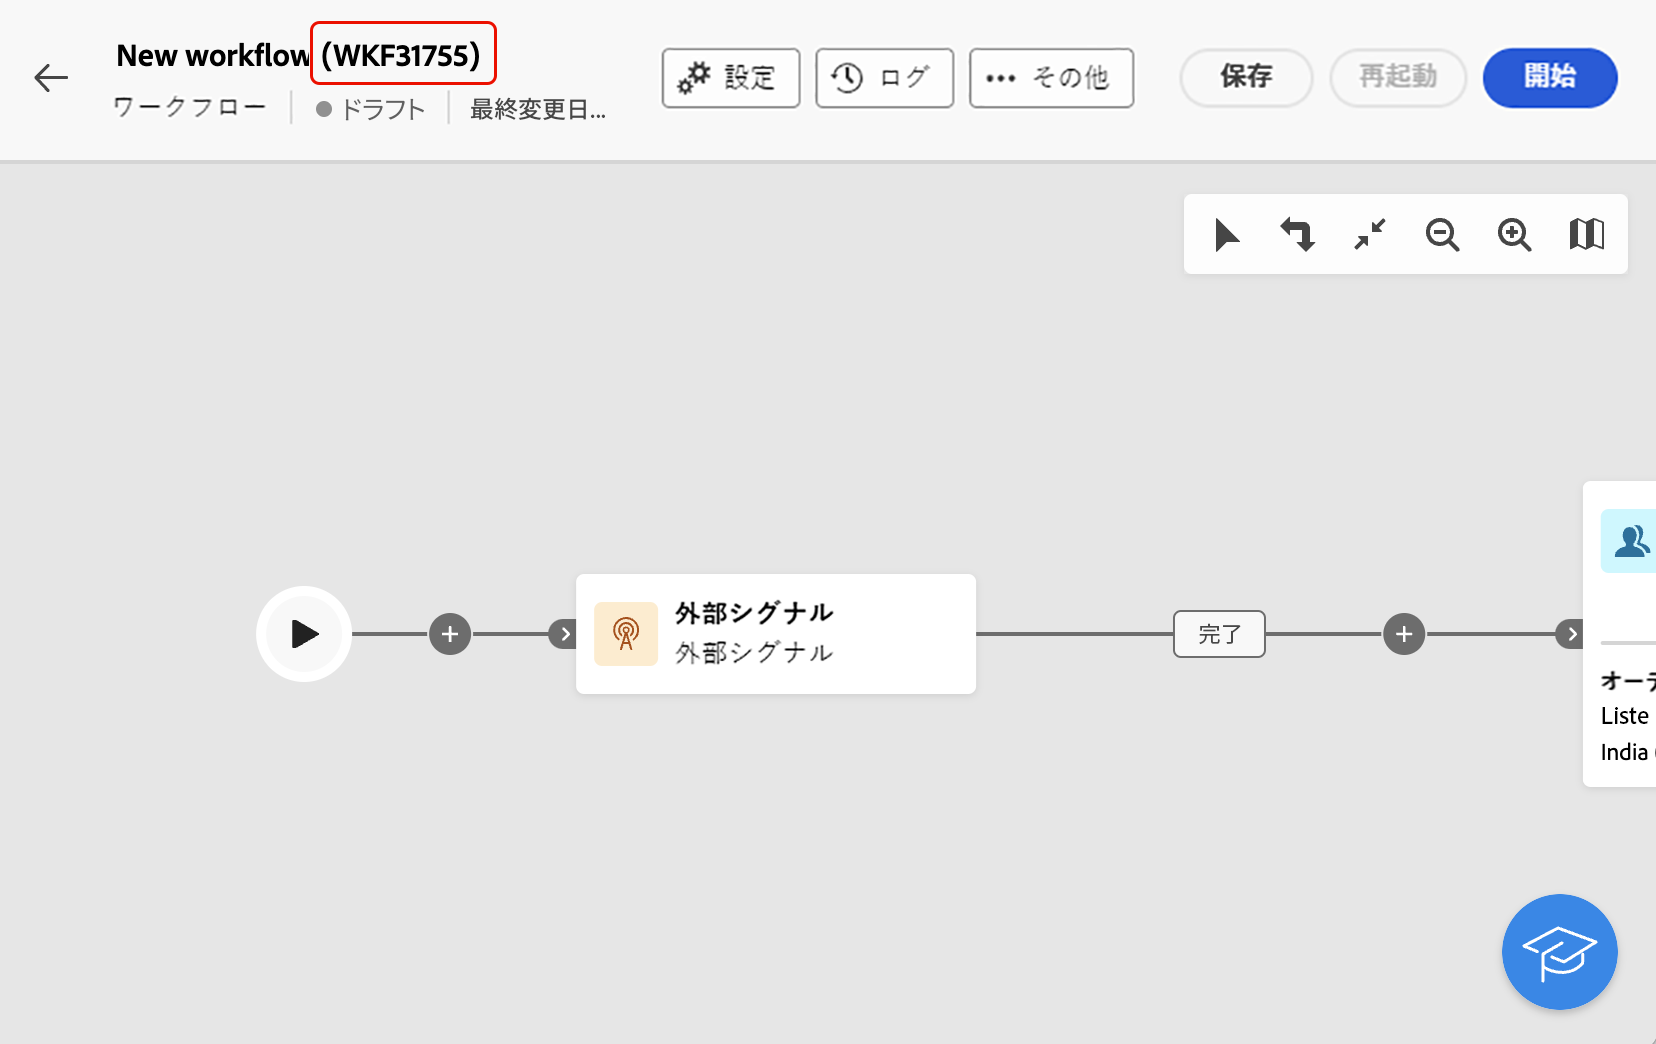 New workflow (WKF31755)
ワークフロー
ドラフト
最終変更日...
設定
ログ
その他
保存
再起動
開始
外部シグナル
外部シグナル
完了
オーデ
Liste
India